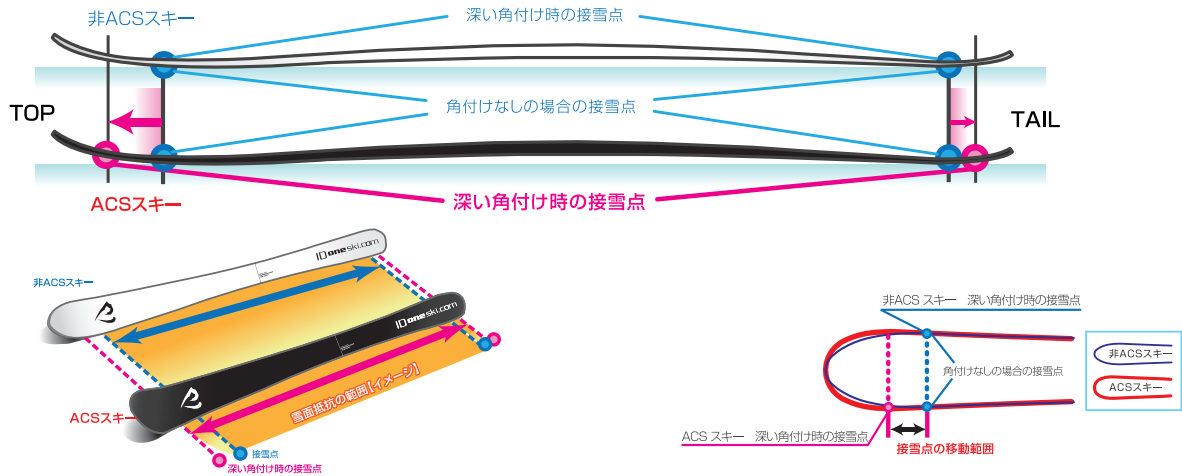 非ACSスキー
深い角付け時の接雪点
TOP
角付けなしの場合の接雪点
TAIL
ACSスキー
深い角付け時の接雪点
非ACSスキー
IDoneski.com
IDoneski.com
ACSスキー
雪面抵抗の範囲【イメージ】
接雪点
深い角付け時の接雪点
非ACS スキー 深い角付け時の接雪点
角付けなしの場合の接雪点
ACS スキー 深い角付け時の接雪点
接雪点の移動範囲
非ACSスキー
ACSスキー